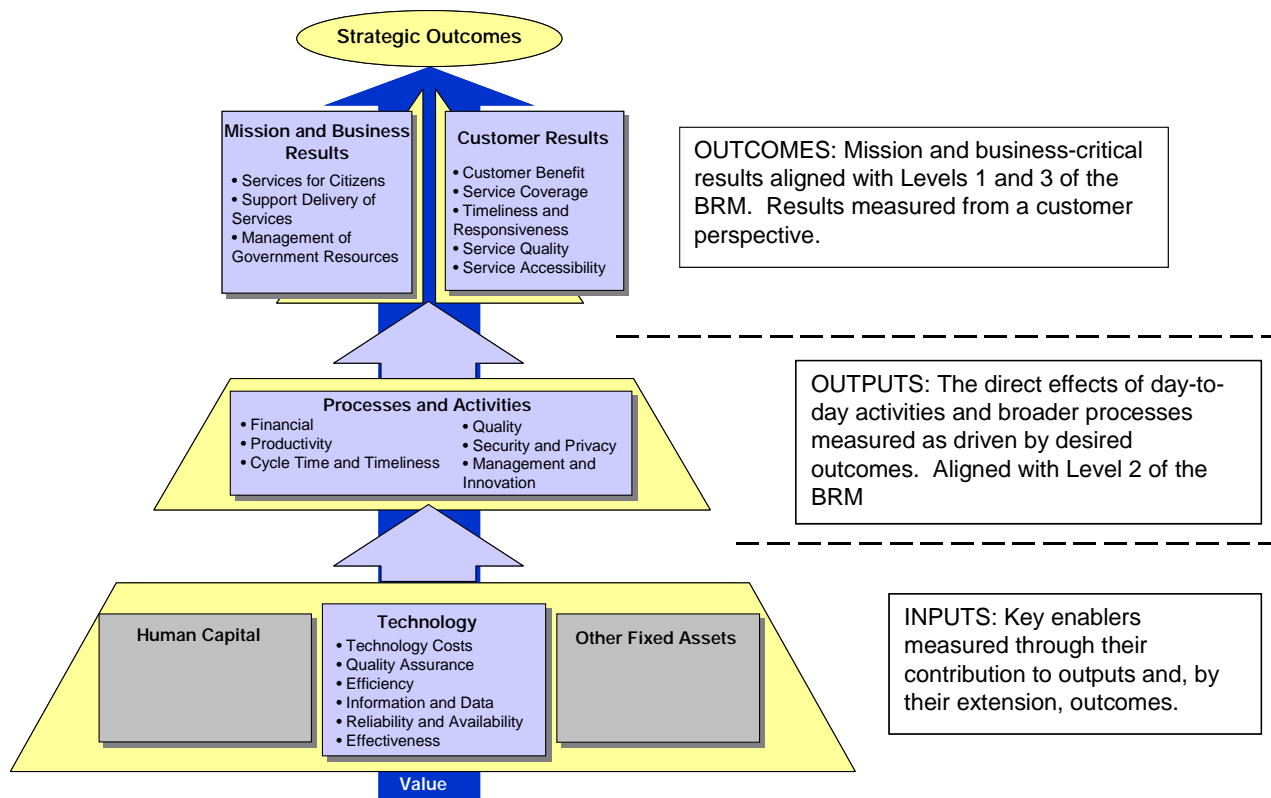 Strategic Outcomes
Mission and Business
Results
• Services for Citizens
• Support Delivery of
Services
• Management of
Government Resources
Customer Results
• Customer Benefit
• Service Coverage
• Timeliness and
Responsiveness
• Service Quality
• Service Accessibility
OUTCOMES: Mission and business-critical
results aligned with Levels 1 and 3 of the
BRM.  Results measured from a customer
perspective.
Processes and Activities
• Financial
• Productivity
• Cycle Time and Timeliness
• Quality
• Security and Privacy
• Management and
Innovation
OUTPUTS: The direct effects of day-to-
day activities and broader processes
measured as driven by desired
outcomes.  Aligned with Level 2 of the
BRM
Human Capital
Technology
• Technology Costs
• Quality Assurance
• Efficiency
• Information and Data
• Reliability and Availability
• Effectiveness
Other Fixed Assets
INPUTS: Key enablers
measured through their
contribution to outputs and, by
their extension, outcomes.
Value